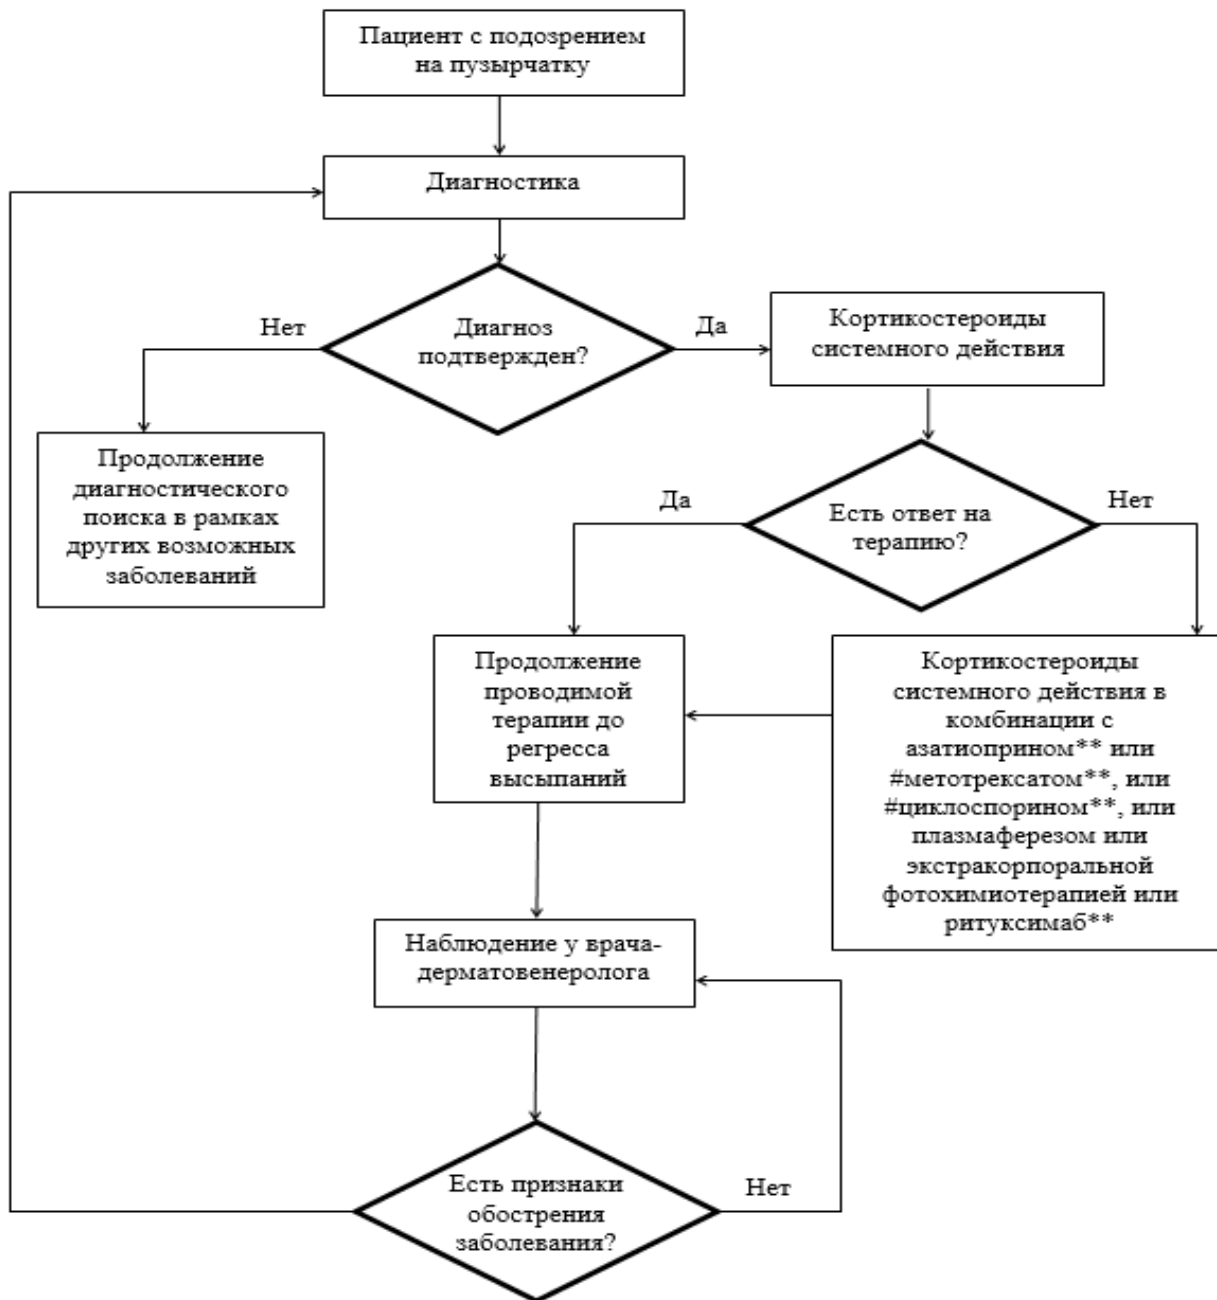 Пациент с подозрением
на пузырчатку
Диагностика
Нет
Диагноз
подтвержден?
Да
Кортикостероиды
системного действия
Продолжение
диагностического
поиска в рамках
других возможных
заболеваний
Да
Есть ответ на
терапию?
Нет
Продолжение
проводимой
терапии до
регресса
высыпаний
Кортикостероиды
системного действия в
комбинации с
азатиоприном** или
#метотрексатом**, или
#циклоспорином**, или
плазмаферезом или
экстракорпоральной
фотохимиотерапией или
ритуксимаб**
Наблюдение у врача-
дерматовенеролога
Есть признаки
обострения
заболевания?
Нет